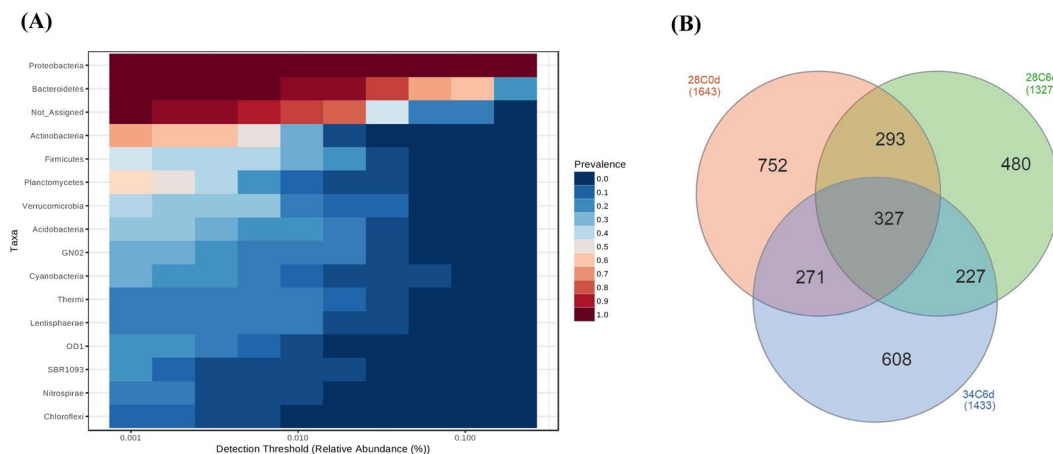 (A)
Taxa
Proteobacteria
Bacteroidetes
Not_Assigned
Actinobacteria
Firmicutes
Planctomycetes
Verrucomicrobia
Acidobacteria
GN02
Cyanobacteria
Thermi
Lentisphaerae
OD1
SBR1093
Nitrospirae
Chloroflexi
0.001 0.010 0.100
Detection Threshold (Relative Abundance (%))
Prevalence
0.0
0.1
0.2
0.3
0.4
0.5
0.6
0.7
0.8
0.9
1.0
(B)
28C0d
(1643)
28C6d
(1327)
752
293
480
327
271
227
608
34C6d
(1433)